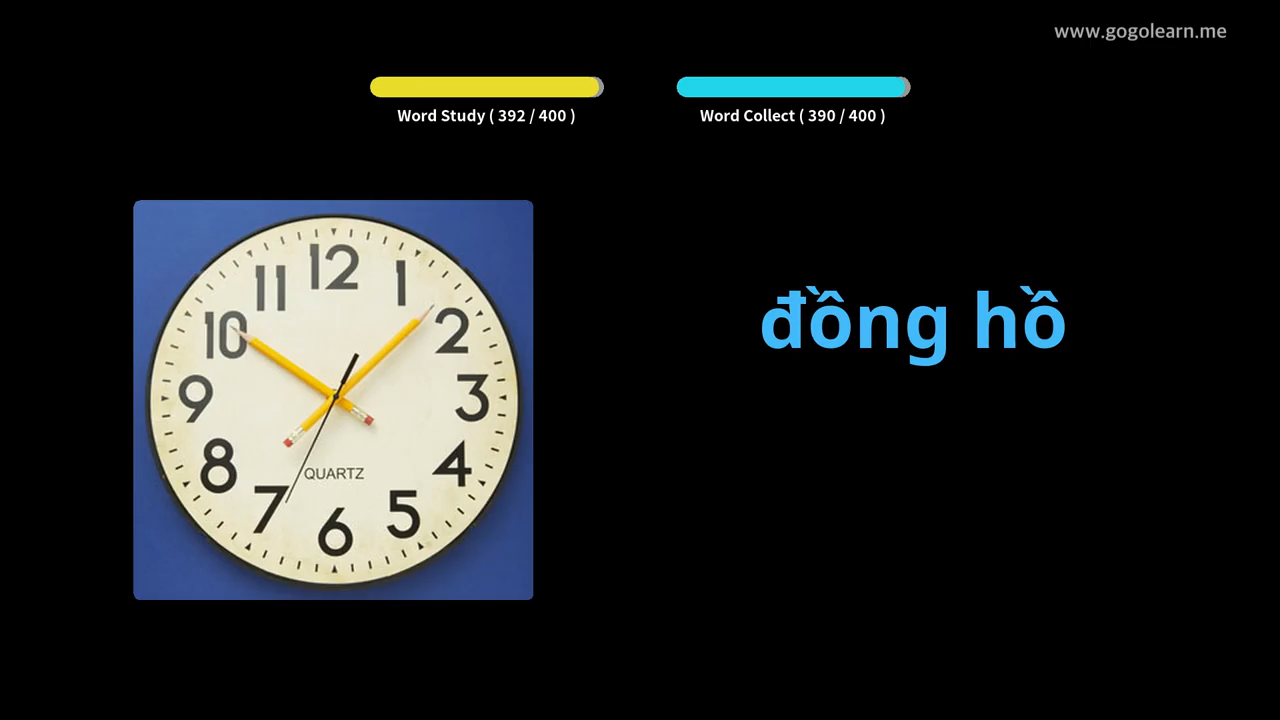 www.gogolearn.me
Word Study ( 392 / 400 )
Word Collect ( 390 / 400 )
12
11
1
10
2
9
3
8
4
QUARTZ
7
5
6
đồng hồ